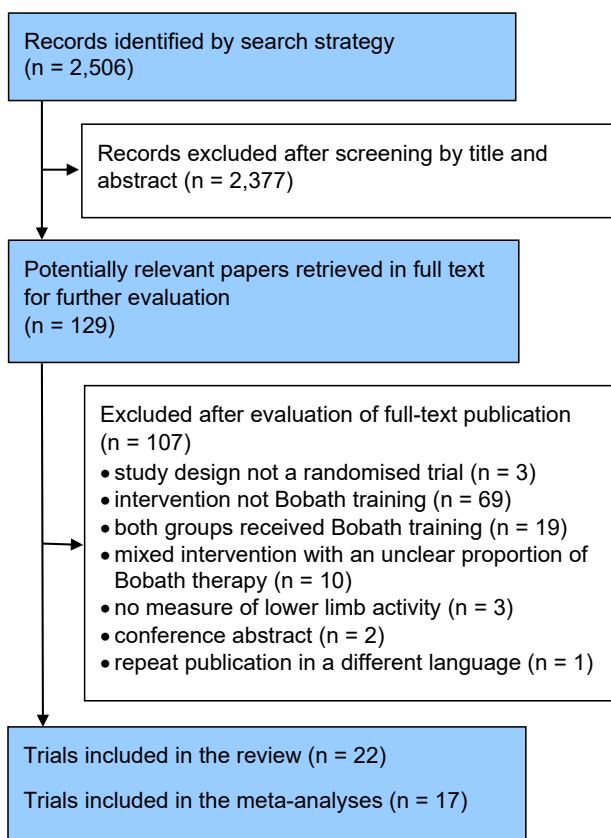 Records identified by search strategy
(n = 2,506)
Records excluded after screening by title and
abstract (n = 2,377)
Potentially relevant papers retrieved in full text
for further evaluation
(n = 129)
Excluded after evaluation of full-text publication
(n = 107)
• study design not a randomised trial (n = 3)
• intervention not Bobath training (n = 69)
• both groups received Bobath training (n = 19)
• mixed intervention with an unclear proportion of
Bobath therapy (n = 10)
• no measure of lower limb activity (n = 3)
• conference abstract (n = 2)
• repeat publication in a different language (n = 1)
Trials included in the review (n = 22)
Trials included in the meta-analyses (n = 17)